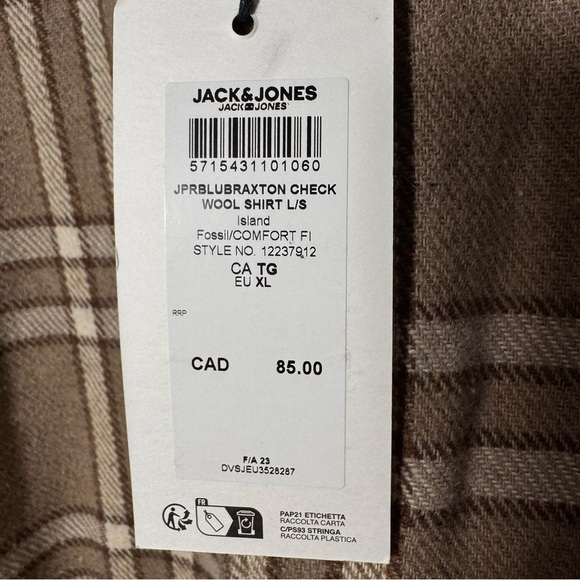 JACK&JONES
JACK&JONES
5715431101060
JPRBLUBRAXTON CHECK
WOOL SHIRT L/S
Island
Fossil/COMFORT FI
STYLE NO. 12237912
CA TG
EU XL
RRP
CAD 85.00
F/A 23
DVSJEU3528287
FR
PAP21 ETICHETTA
RACCOLTA CARTA
C/PS93 STRINGA
RACCOLTA PLASTICA